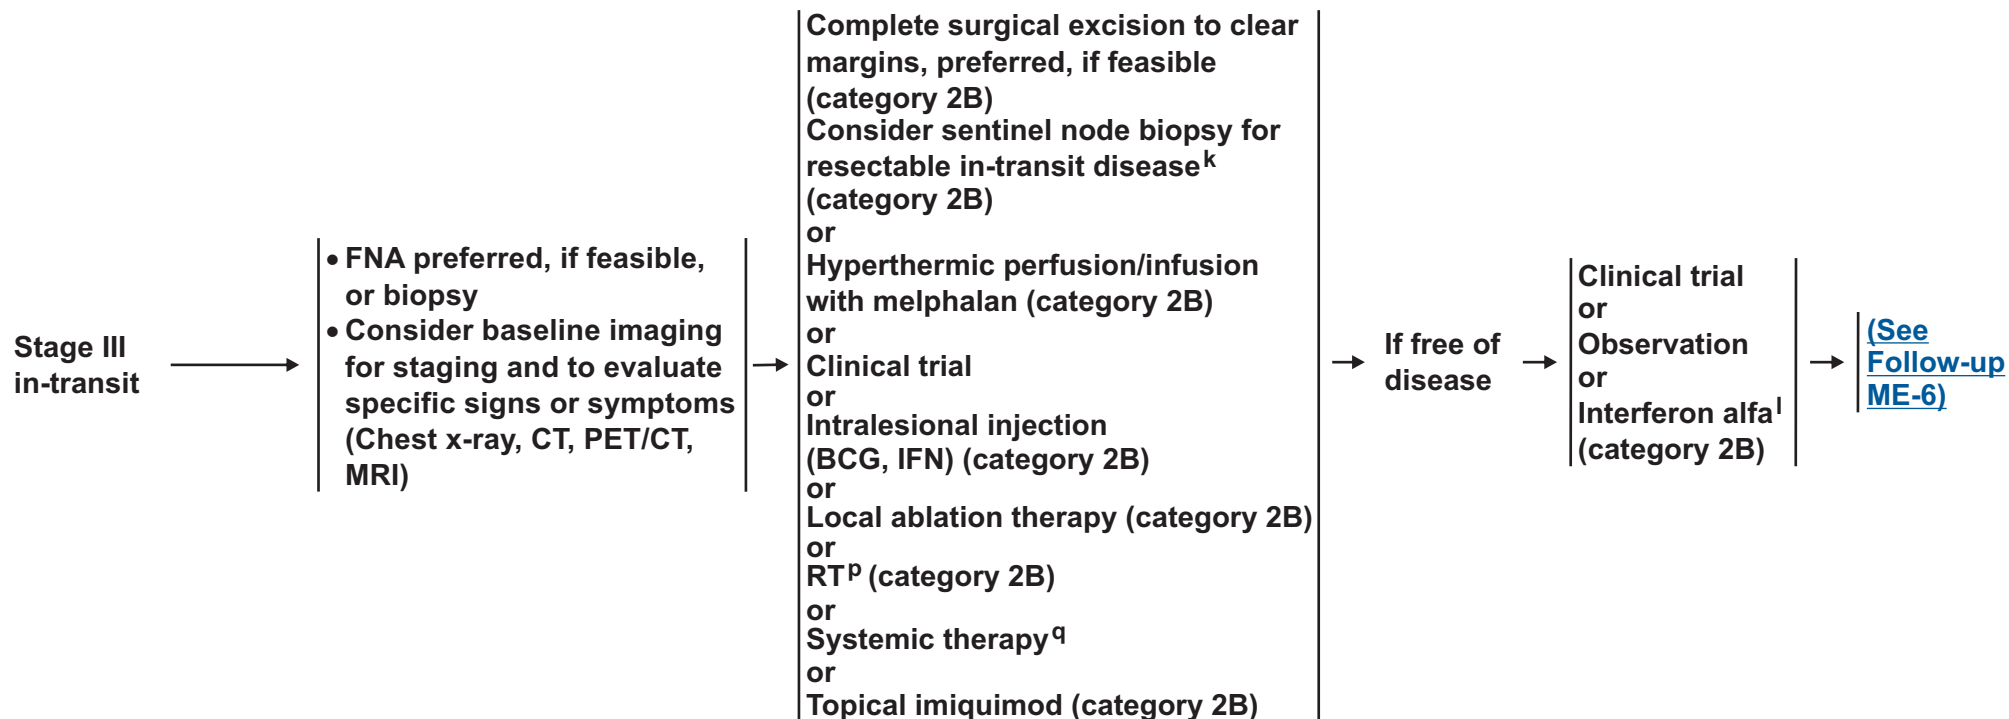 Stage III
in-transit
• FNA preferred, if feasible,
or biopsy
• Consider baseline imaging
for staging and to evaluate
specific signs or symptoms
(Chest x-ray, CT, PET/CT,
MRI)
Complete surgical excision to clear
margins, preferred, if feasible
(category 2B)
Consider sentinel node biopsy for
resectable in-transit disease k
(category 2B)
or
Hyperthermic perfusion/infusion
with melphalan (category 2B)
or
Clinical trial
or
Intralesional injection
(BCG, IFN) (category 2B)
or
Local ablation therapy (category 2B)
or
RT p (category 2B)
or
Systemic therapy q
or
Topical imiquimod (category 2B)
If free of
disease
Clinical trial
or
Observation
or
Interferon alfa l
(category 2B)
(See
Follow-up
ME-6)